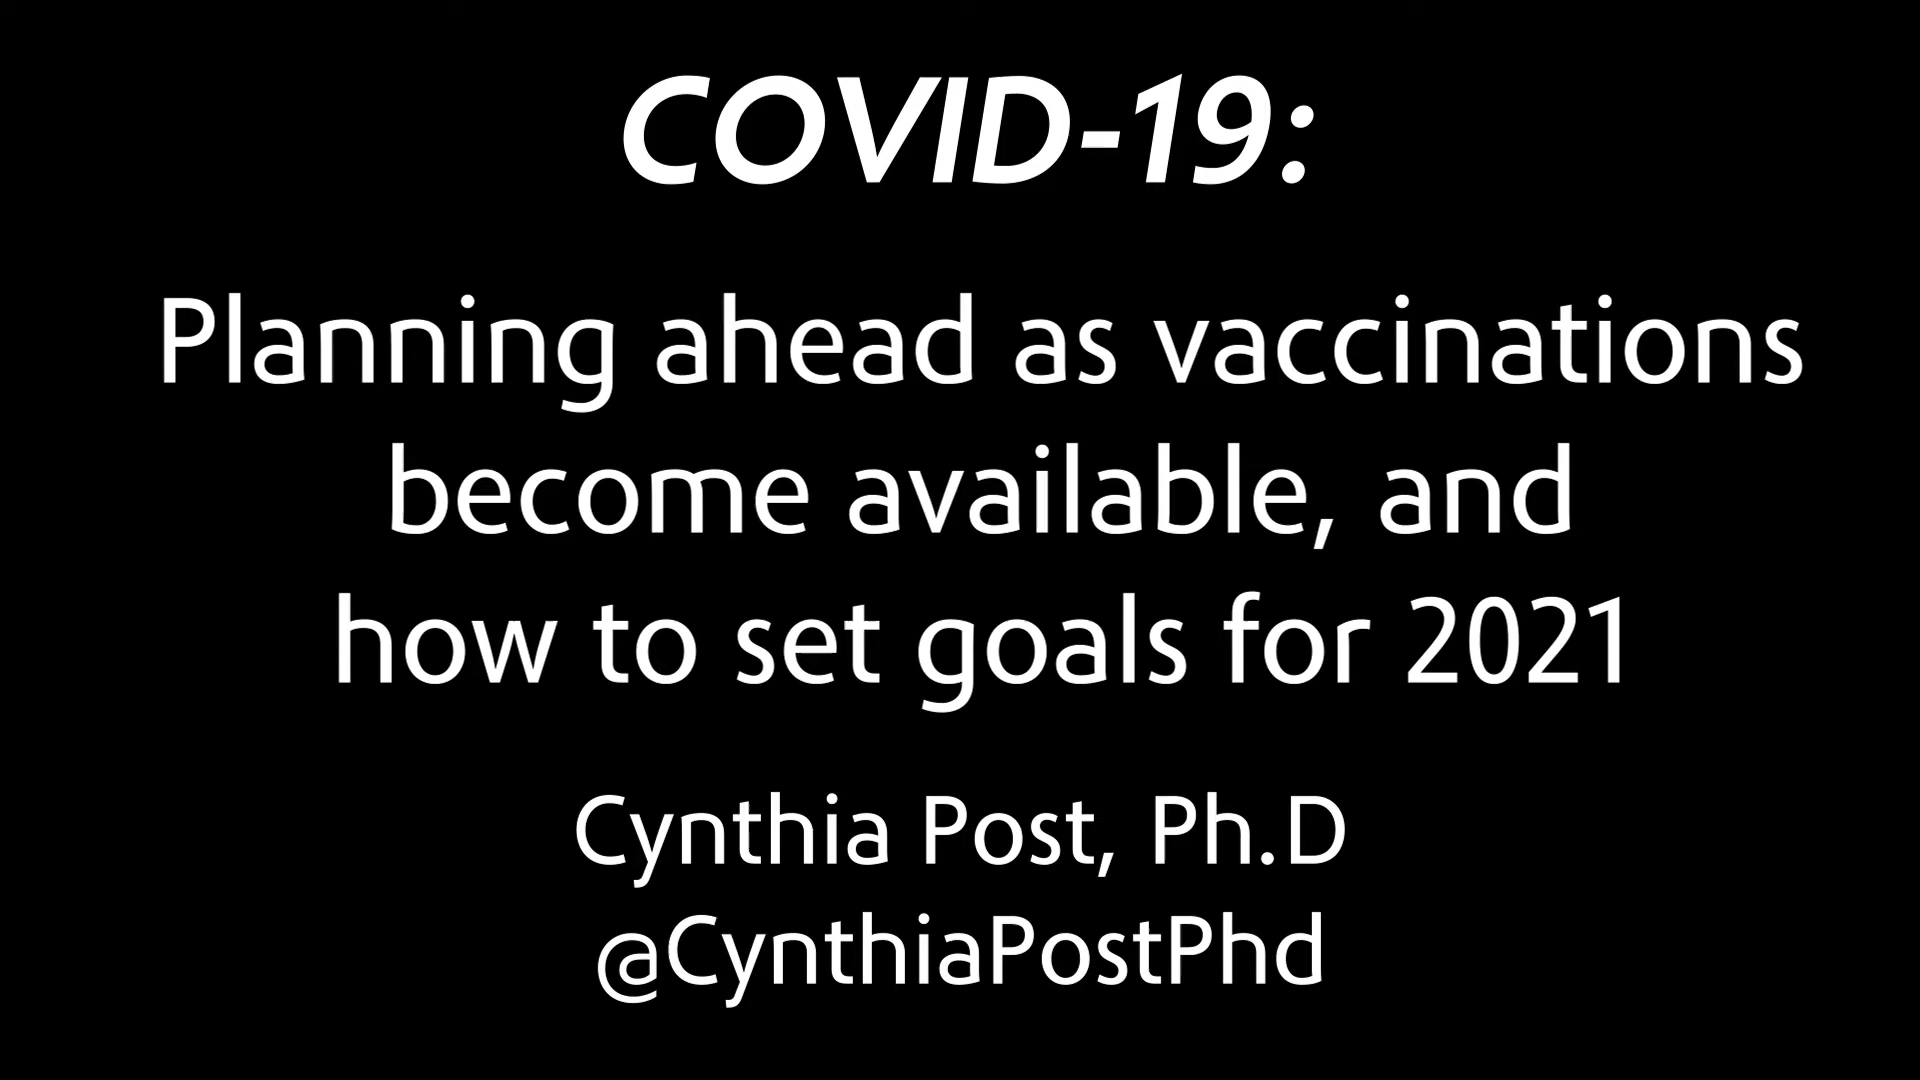 COVID-19:
Planning ahead as vaccinations
become available, and
how to set goals for 2021
Cynthia Post, Ph.D
@CynthiaPostPhd